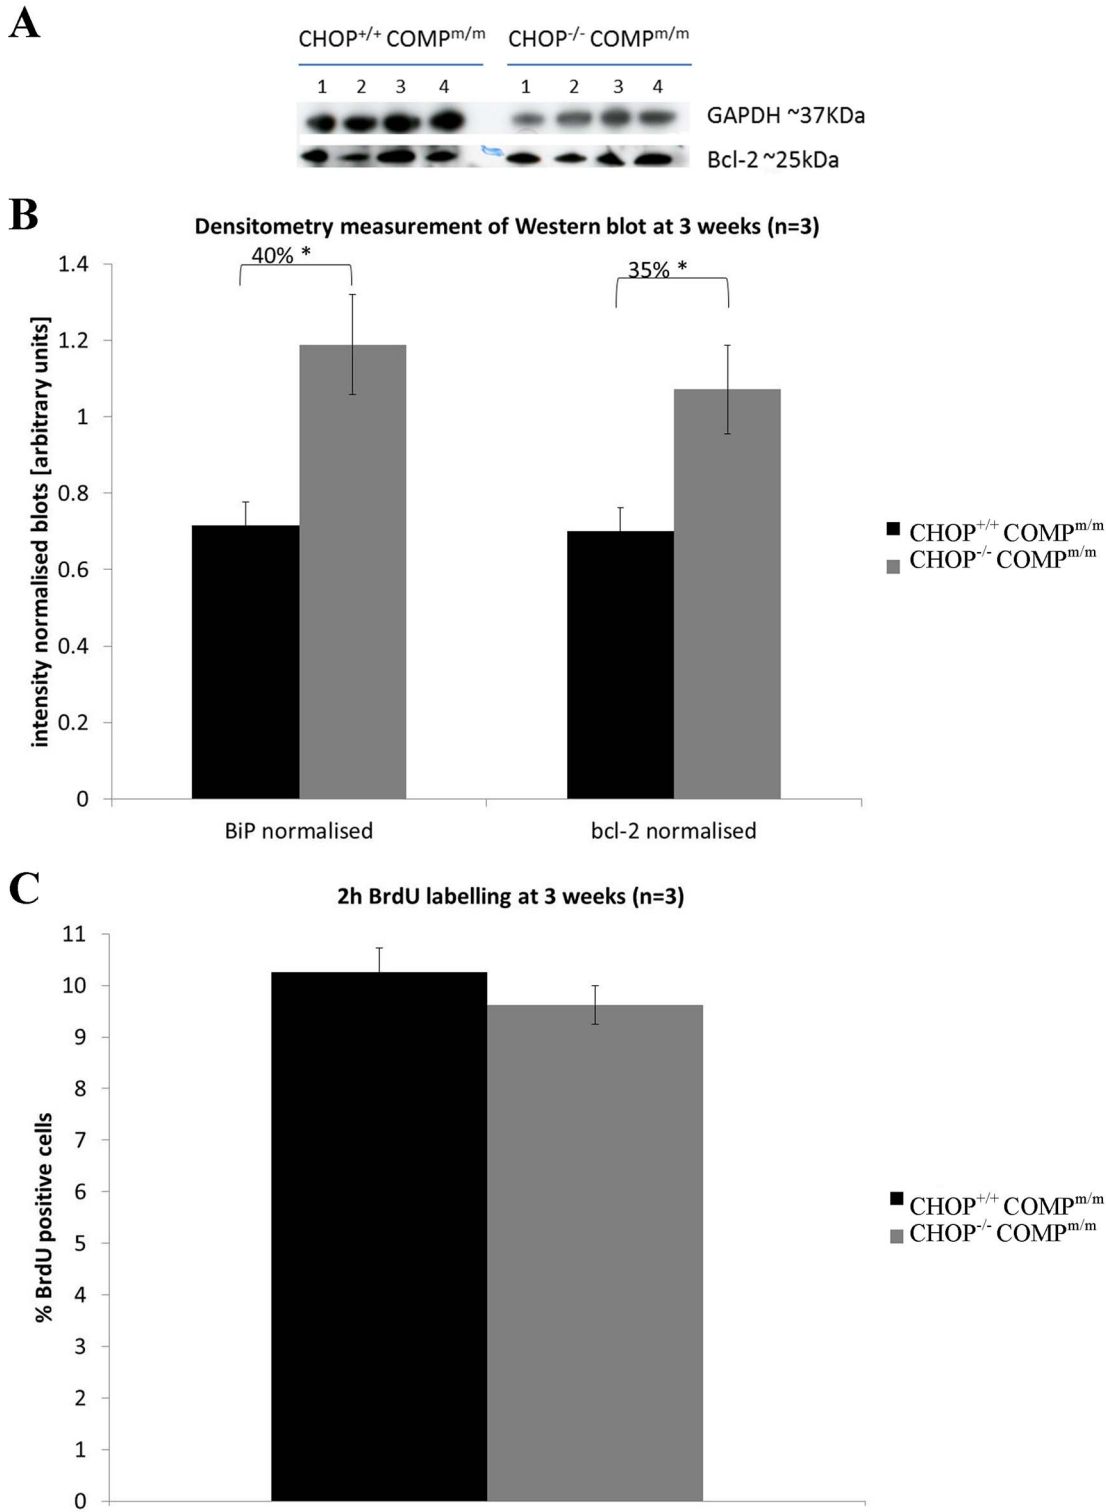 A
CHOP+/+ COMPm/m CHOP-/- COMPm/m
1 2 3 4 1 2 3 4
GAPDH ~37KDa
Bcl-2 ~25kDa
B
Densitometry measurement of Western blot at 3 weeks (n=3)
40% *
35% *
intensity normalised blots [arbitrary units]
1.4
1.2
1
0.8
0.6
0.4
0.2
0
BiP normalised bcl-2 normalised
CHOP+/+ COMPm/m
CHOP-/- COMPm/m
C
2h BrdU labelling at 3 weeks (n=3)
% BrdU positive cells
11
10
9
8
7
6
5
4
3
2
1
0
CHOP+/+ COMPm/m
CHOP-/- COMPm/m